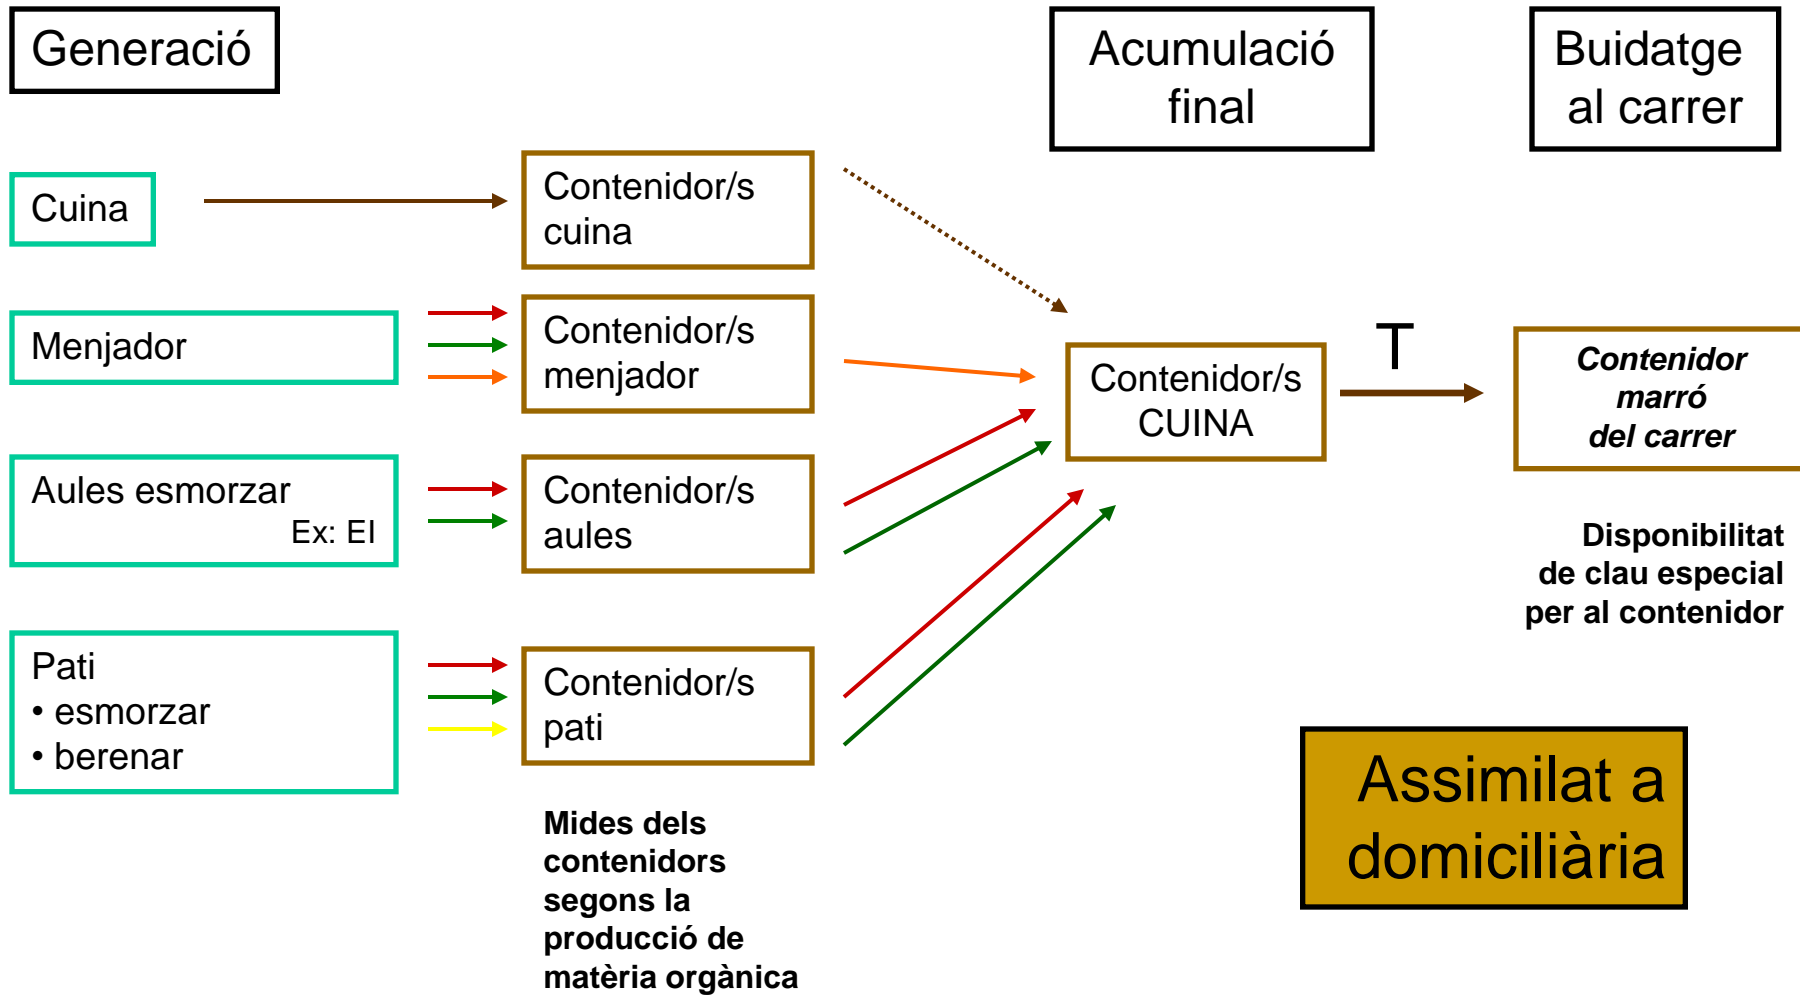 Generació
Acumulació
final
Buidatge
al carrer
Cuina
Contenidor/s
cuina
Menjador
Contenidor/s
menjador
Aules esmorzar
Ex: EI
Contenidor/s
aules
Pati
• esmorzar
• berenar
Contenidor/s
pati
Mides dels
contenidors
segons la
producció de
matèria orgànica
Contenidor/s
CUINA
T
Contenidor
marró
del carrer
Disponibilitat
de clau especial
per al contenidor
Assimilat a
domiciliària